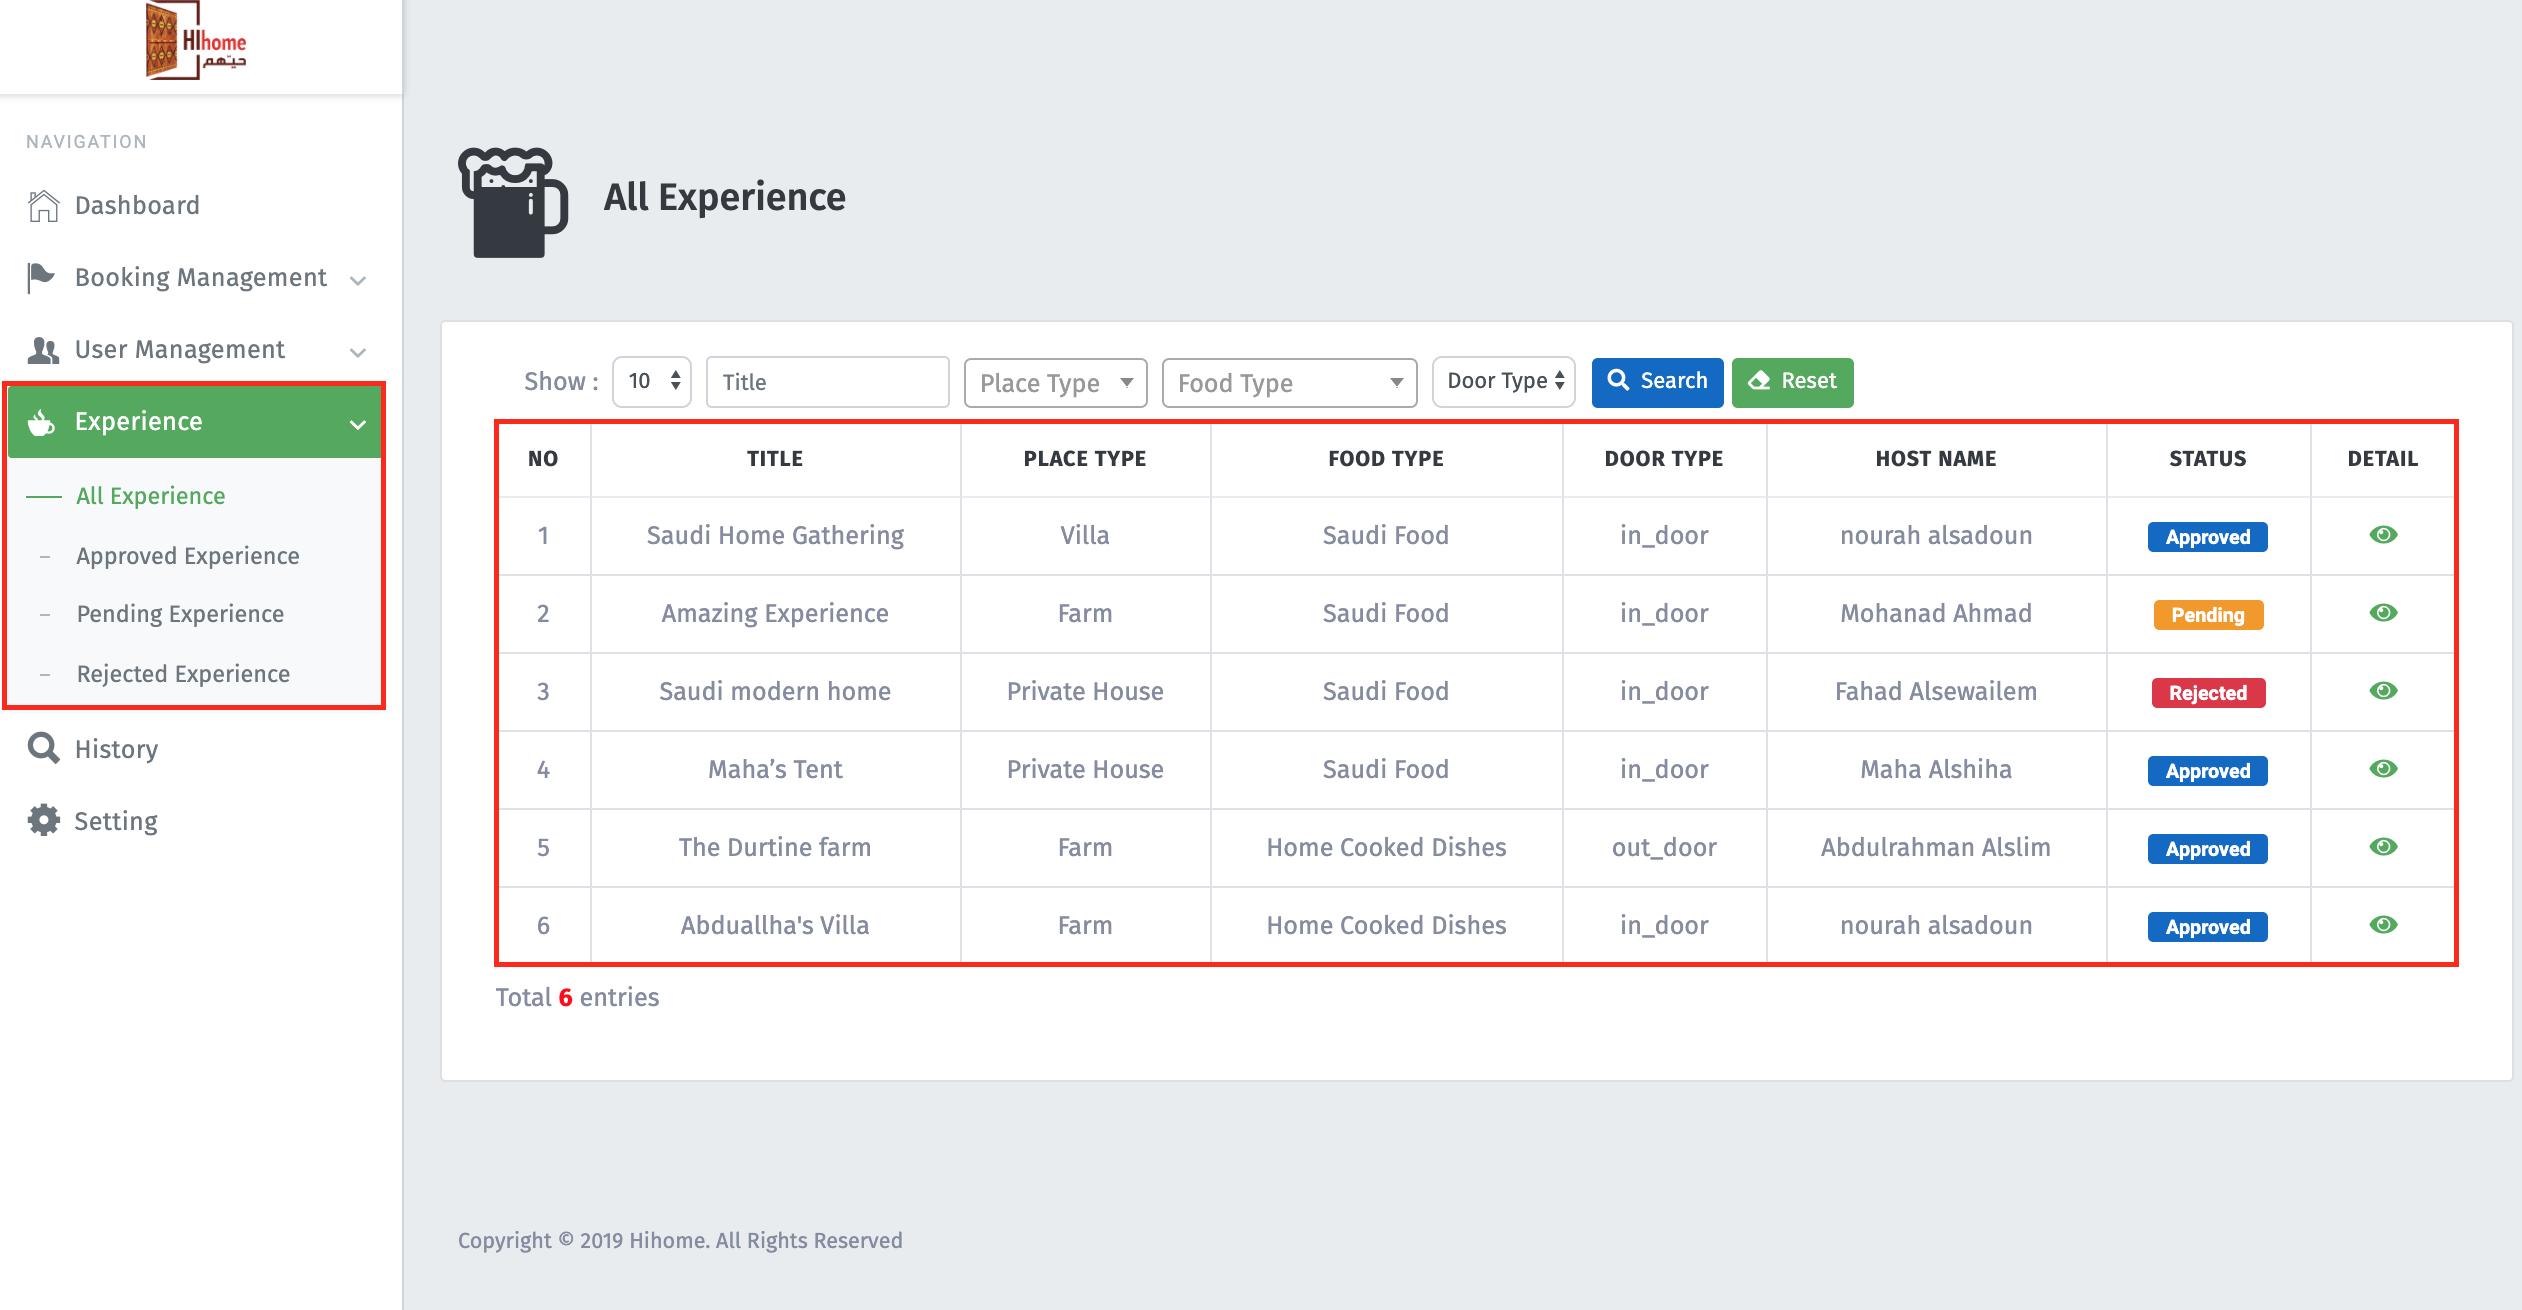 HIhome
حيّهم
NAVIGATION
Dashboard
Booking Management
User Management
Experience
All Experience
Approved Experience
Pending Experience
Rejected Experience
History
Setting
All Experience
Show : 10 Title Place Type Food Type Door Type Search Reset
NO TITLE PLACE TYPE FOOD TYPE DOOR TYPE HOST NAME STATUS DETAIL
1 Saudi Home Gathering Villa Saudi Food in_door nourah alsadoun Approved
2 Amazing Experience Farm Saudi Food in_door Mohanad Ahmad Pending
3 Saudi modern home Private House Saudi Food in_door Fahad Alsewailem Rejected
4 Maha’s Tent Private House Saudi Food in_door Maha Alshiha Approved
5 The Durtine farm Farm Home Cooked Dishes out_door Abdulrahman Alslim Approved
6 Abduallha's Villa Farm Home Cooked Dishes in_door nourah alsadoun Approved
Total 6 entries
Copyright © 2019 Hihome. All Rights Reserved